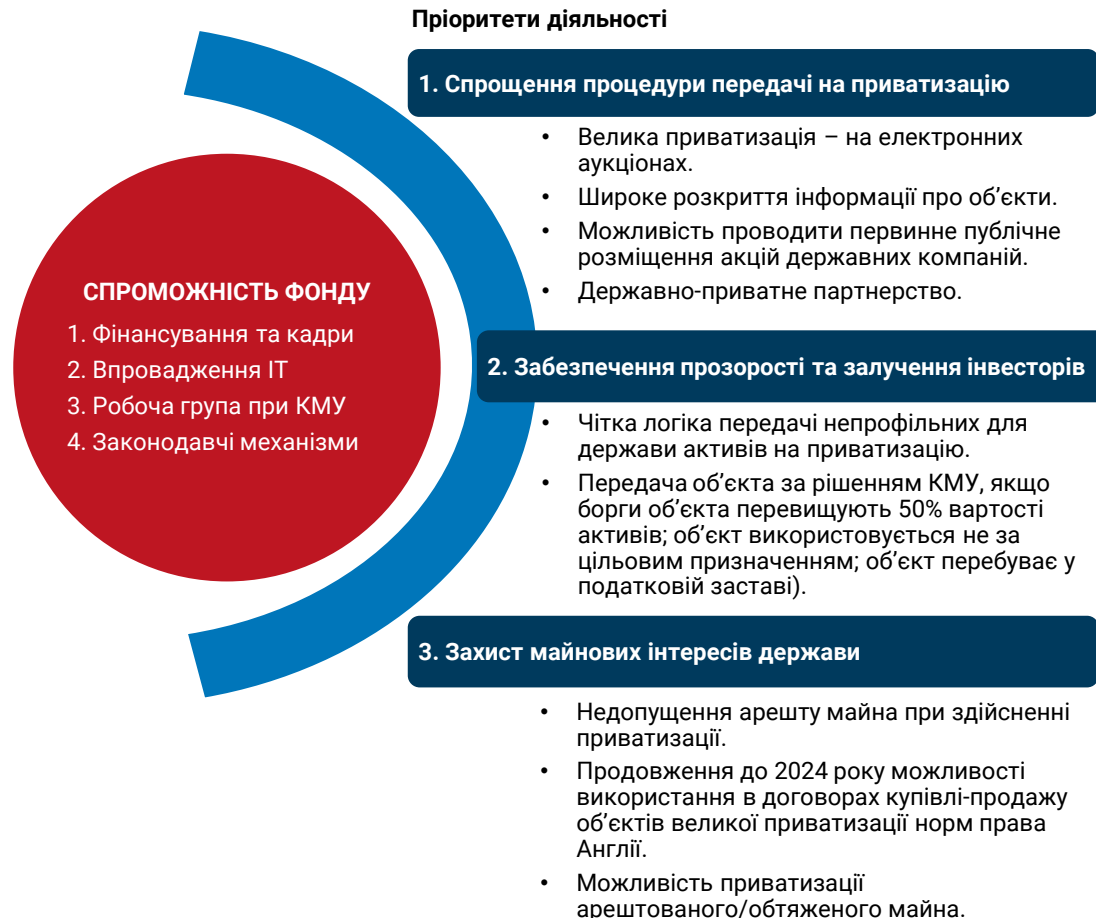 Пріоритети діяльності
СПРОМОЖНІСТЬ ФОНДУ
1. Фінансування та кадри
2. Впровадження ІТ
3. Робоча група при КМУ
4. Законодавчі механізми
1. Спрощення процедури передачі на приватизацію
• Велика приватизація – на електронних
аукціонах.
• Широке розкриття інформації про об’єкти.
• Можливість проводити первинне публічне
розміщення акцій державних компаній.
• Державно-приватне партнерство.
2. Забезпечення прозорості та залучення інвесторів
• Чітка логіка передачі непрофільних для
держави активів на приватизацію.
• Передача об’єкта за рішенням КМУ, якщо
борги об’єкта перевищують 50% вартості
активів; об’єкт використовується не за
цільовим призначенням; об’єкт перебуває у
податковій заставі).
3. Захист майнових інтересів держави
• Недопущення арешту майна при здійсненні
приватизації.
• Продовження до 2024 року можливості
використання в договорах купівлі-продажу
об’єктів великої приватизації норм права
Англії.
• Можливість приватизації
арештованого/обтяженого майна.